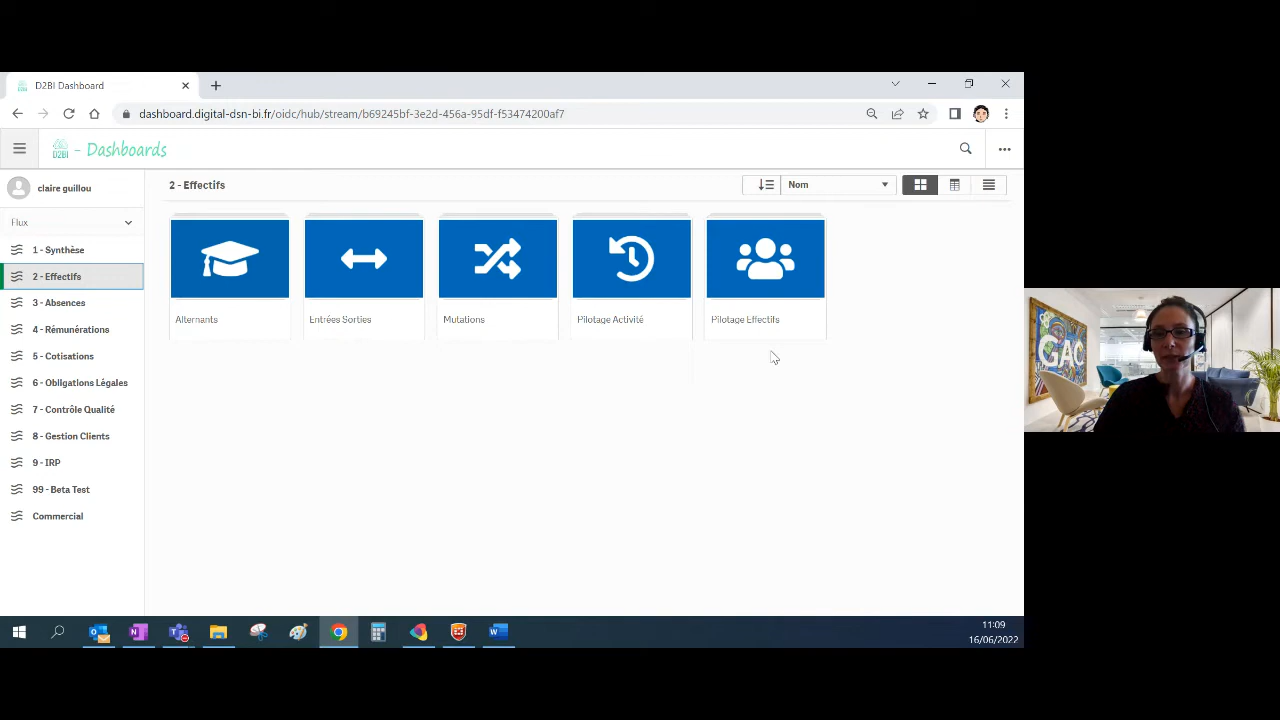 D2BI Dashboard
dashboard.digital-dsn-bi.fr/oidc/hub/stream/b69245bf-3e2d-456a-95df-f53474200af7
D2BI - Dashboards
claire guillou
2 - Effectifs
Nom
Flux
1 - Synthèse
2 - Effectifs
3 - Absences
4 - Rémunérations
5 - Cotisations
6 - Obligations Légales
7 - Contrôle Qualité
8 - Gestion Clients
9 - IRP
99 - Beta Test
Commercial
Alternants
Entrées Sorties
Mutations
Pilotage Activité
Pilotage Effectifs
GAC
11:09
16/06/2022